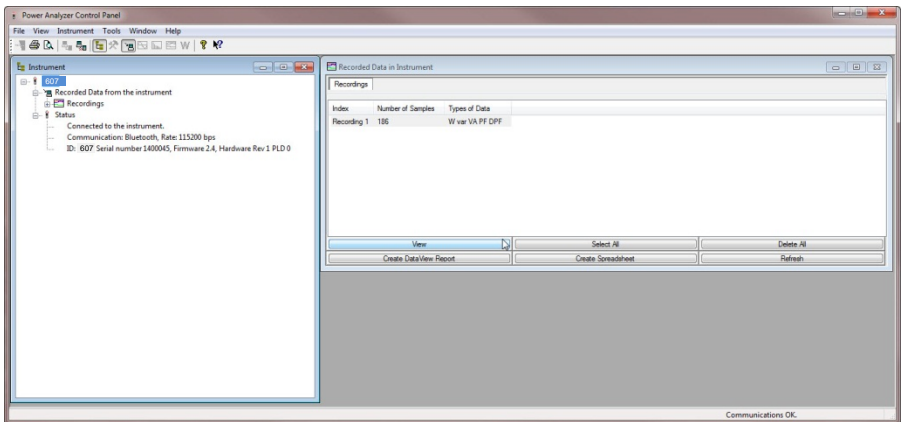 Power Analyzer Control Panel
File View Instrument Tools Window Help
Instrument
607
Recorded Data from the instrument
Recordings
Status
Connected to the instrument.
Communication: Bluetooth, Rate: 115200 bps
ID: 607 Serial number 1400045, Firmware 2.4, Hardware Rev 1 PLD 0
Recorded Data in Instrument
Recordings
Index Number of Samples Types of Data
Recording 1 186 W var VA PF DPF
View Select All Delete All
Create DataView Report Create Spreadsheet Refresh
Communications OK.